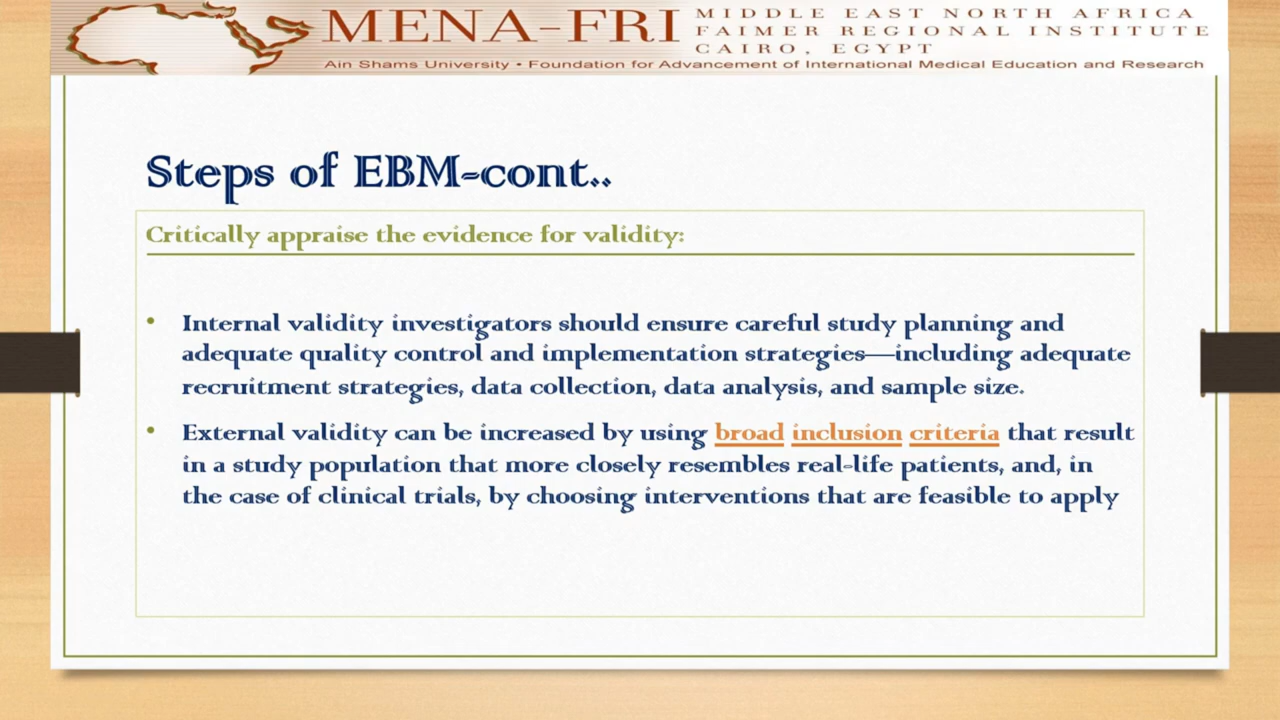 MENA-FRI
MIDDLE EAST NORTH AFRICA
FAIMER REGIONAL INSTITUTE
CAIRO, EGYPT
Ain Shams University • Foundation for Advancement of International Medical Education and Research
Steps of EBM-cont..
Critically appraise the evidence for validity:
• Internal validity investigators should ensure careful study planning and
adequate quality control and implementation strategies—including adequate
recruitment strategies, data collection, data analysis, and sample size.
• External validity can be increased by using broad inclusion criteria that result
in a study population that more closely resembles real-life patients, and, in
the case of clinical trials, by choosing interventions that are feasible to apply